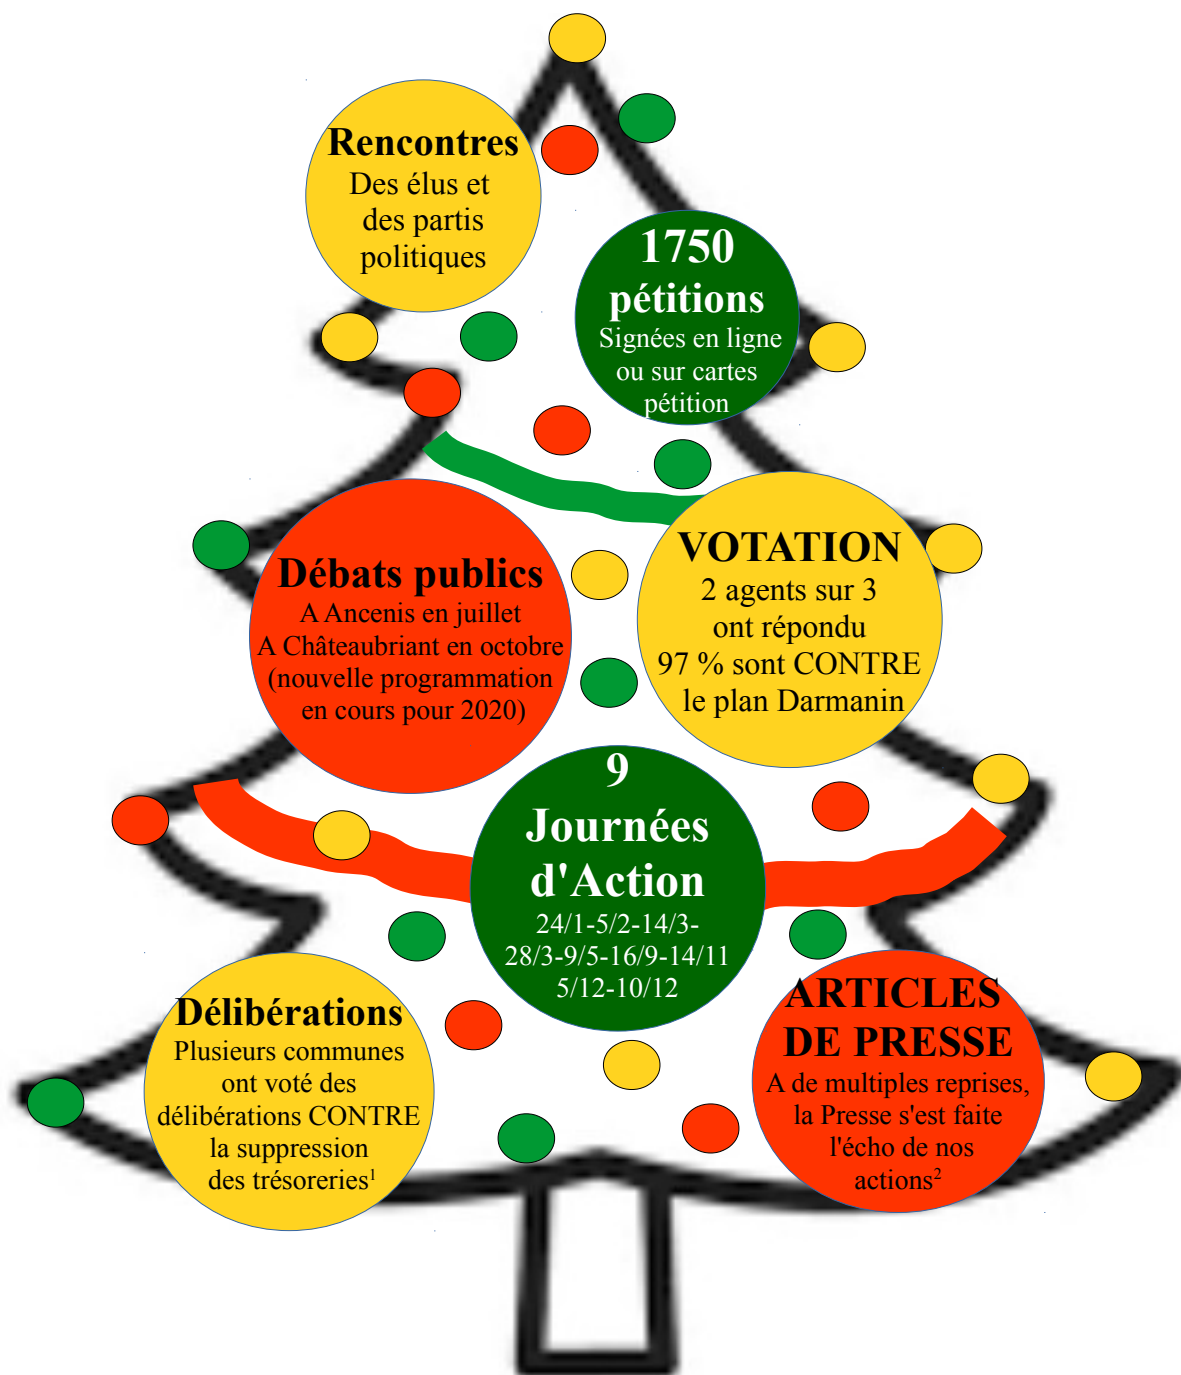 Rencontres
Des élus et
des partis
politiques
1750
pétitions
Signées en ligne
ou sur cartes
pétition
Débats publics
A Ancenis en juillet
A Châteaubriant en octobre
(nouvelle programmation
en cours pour 2020)
VOTATION
2 agents sur 3
ont répondu
97 % sont CONTRE
le plan Darmanin
9
Journées
d'Action
24/1-5/2-14/3-
28/3-9/5-16/9-14/11
5/12-10/12
Délibérations
Plusieurs communes
ont voté des
délibérations CONTRE
la suppression
des trésoreries¹
ARTICLES
DE PRESSE
A de multiples reprises,
la Presse s'est faite
l'écho de nos
actions²